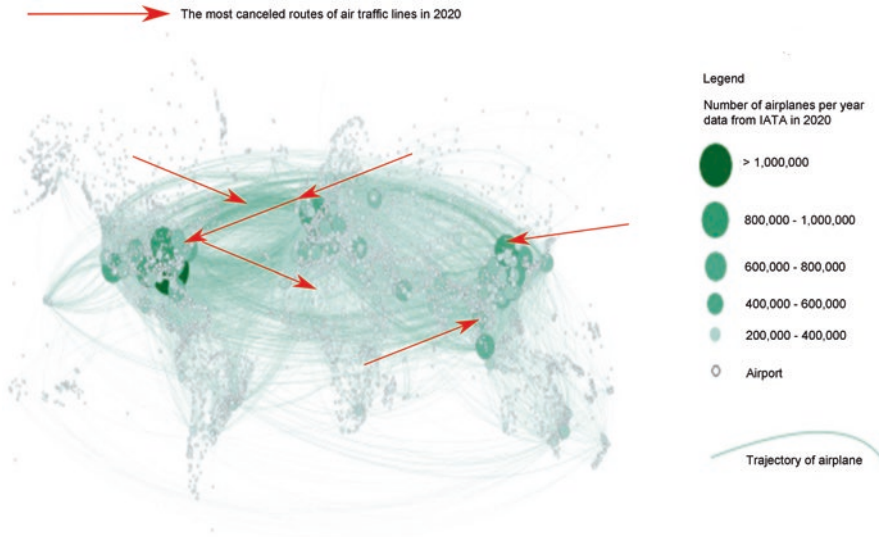 The most canceled routes of air traffic lines in 2020
Legend
Number of airplanes per year
data from IATA in 2020
> 1,000,000
800,000 - 1,000,000
600,000 - 800,000
400,000 - 600,000
200,000 - 400,000
Airport
Trajectory of airplane